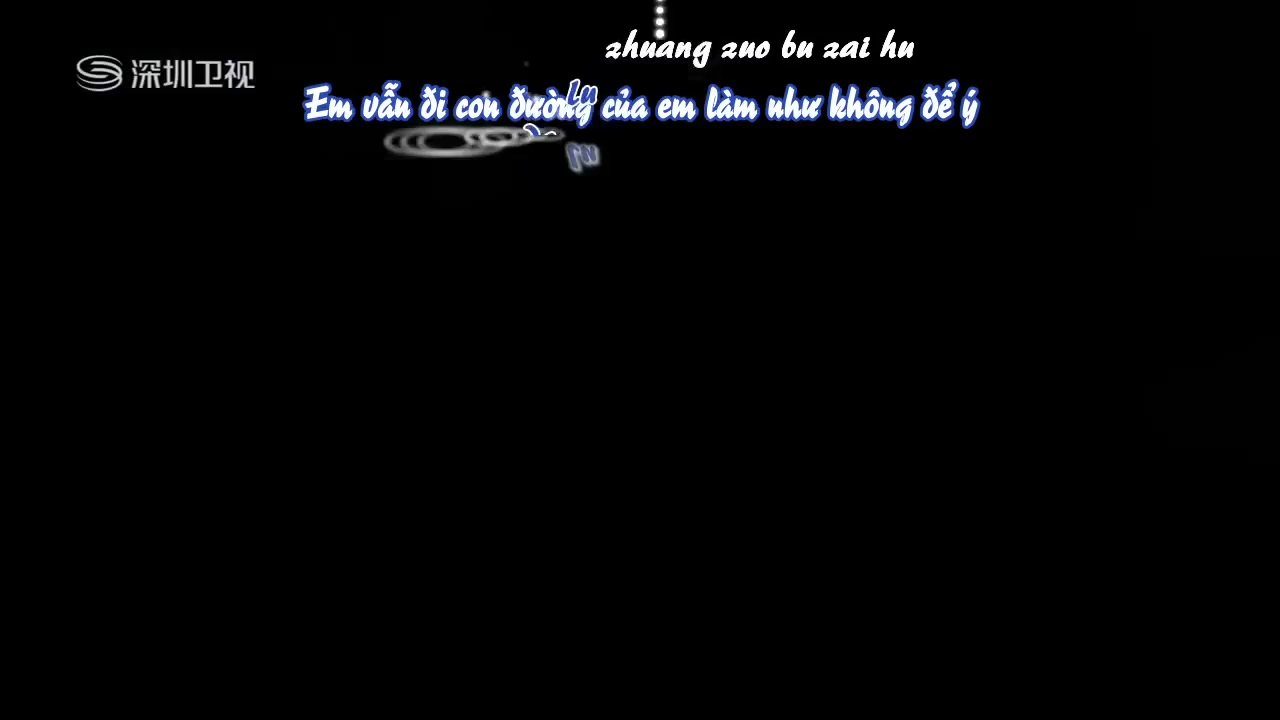 zhuang zuo bu zai hu
深圳卫视
Em vẫn đi con đường của em làm như không để ý
Lu